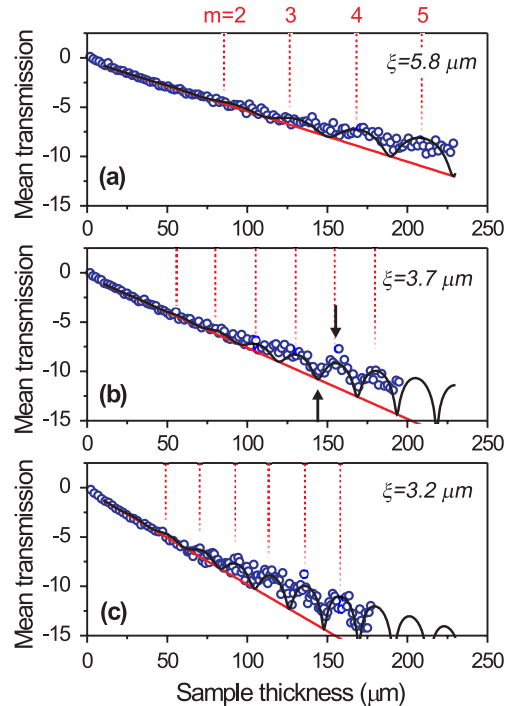 m=2 3 4 5
0
-5
-10
-15
Mean transmission
ξ=5.8 μm
(a)
0 50 100 150 200 250
0
-5
-10
-15
Mean transmission
ξ=3.7 μm
(b)
0 50 100 150 200 250
0
-5
-10
-15
Mean transmission
ξ=3.2 μm
(c)
0 50 100 150 200 250
Sample thickness (μm)